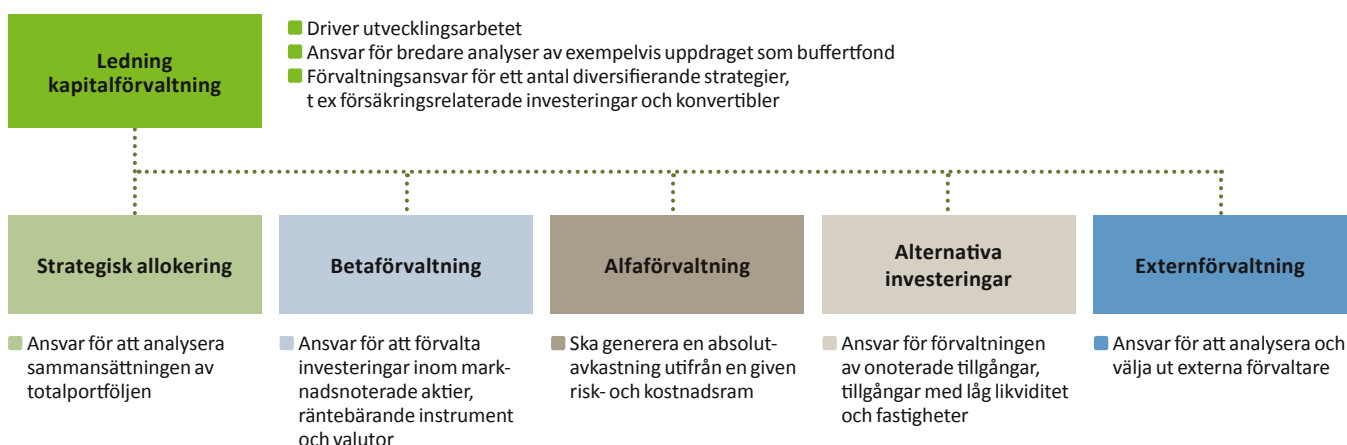 Ledning
kapitalförvaltning
Driver utvecklingsarbetet
Ansvar för bredare analyser av exempelvis uppdraget som buffertfond
Förvaltningsansvar för ett antal diversifierande strategier,
t ex försäkringsrelaterade investeringar och konvertibler
Strategisk allokering
Ansvar för att analysera
sammansättningen av
totalportföljen
Betaförvaltning
Ansvar för att förvalta
investeringar inom mark-
nadsnoterade aktier,
räntebärande instrument
och valutor
Alfaförvaltning
Ska generera en absolut-
avkastning utifrån en given
risk- och kostnadsram
Alternativa
investeringar
Ansvar för förvaltningen
av onoterade tillgångar,
tillgångar med låg likviditet
och fastigheter
Externförvaltning
Ansvar för att analysera och
välja ut externa förvaltare